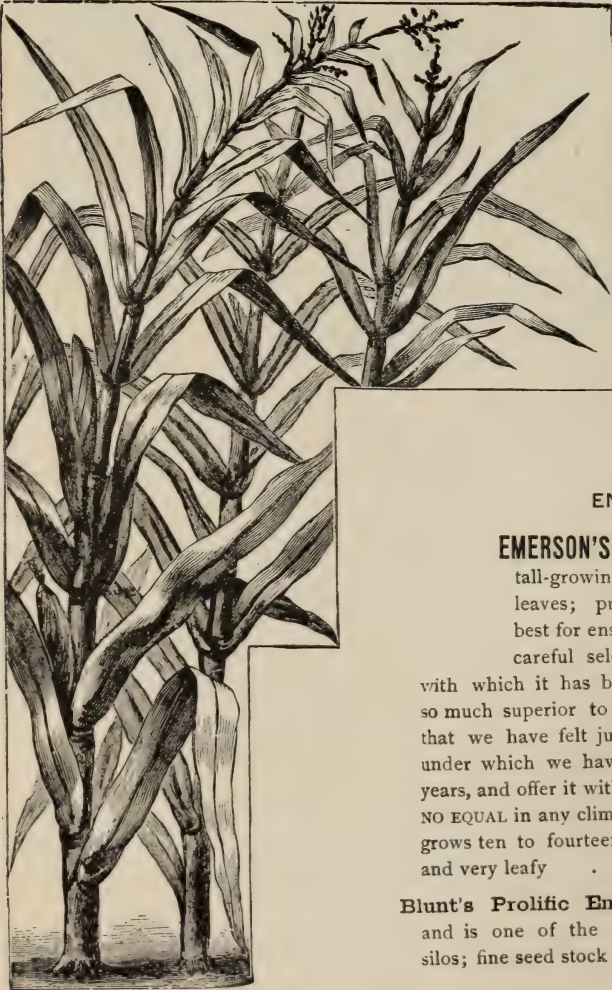 EN
EMERSON'S
tall-growin
leaves; pu
best for ens
careful sel
with which it has b
so much superior to
that we have felt ju
under which we hav
years, and offer it wit
NO EQUAL in any clim
grows ten to fourtee
and very leafy .
Blunt's Prolific En
and is one of the
silos; fine seed stock